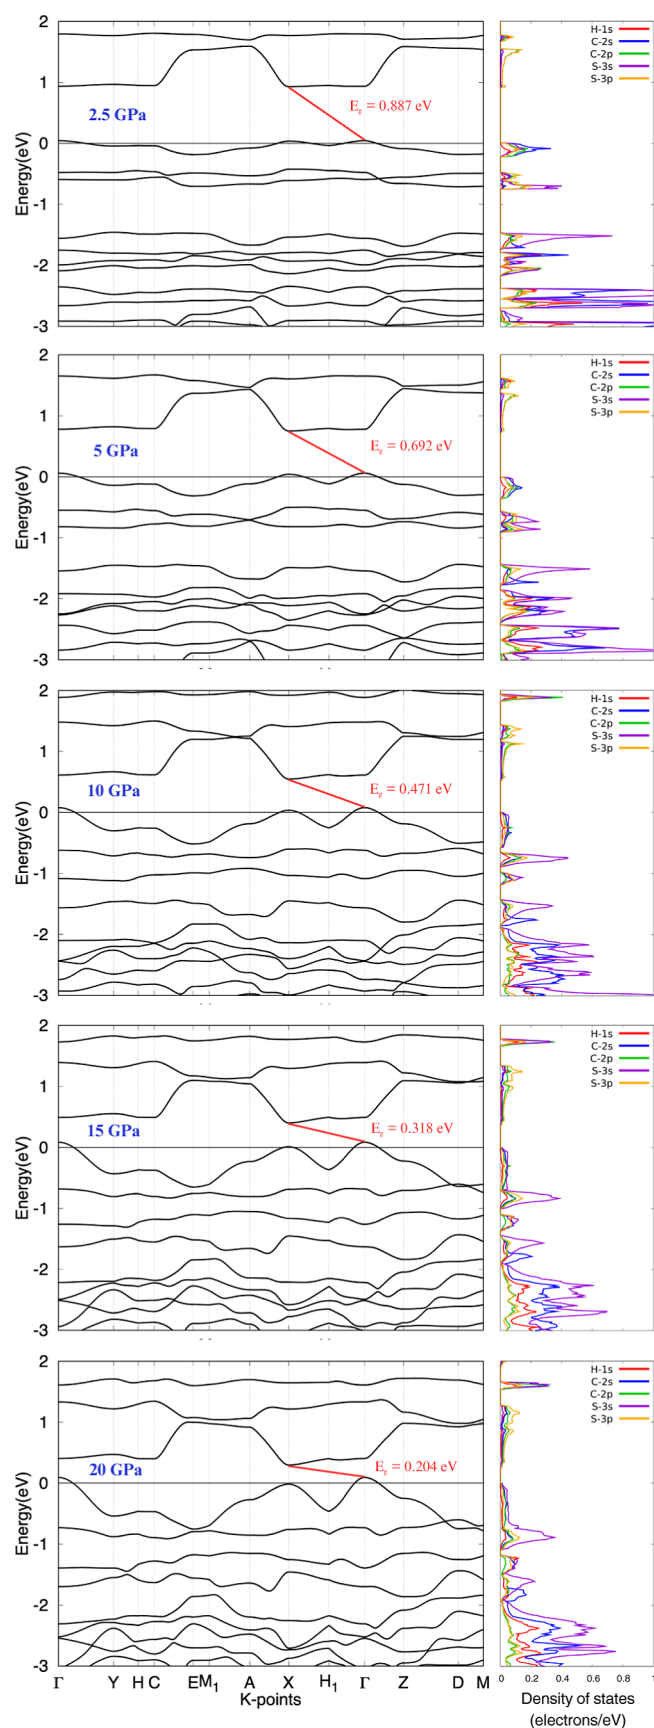 2
1
0
-1
-2
-3
Energy(eV)
2.5 GPa
E_g = 0.887 eV
H-1s
C-2s
C-2p
S-3s
S-3p
2
1
0
-1
-2
-3
Energy(eV)
5 GPa
E_g = 0.692 eV
H-1s
C-2s
C-2p
S-3s
S-3p
2
1
0
-1
-2
-3
Energy(eV)
10 GPa
E_g = 0.471 eV
H-1s
C-2s
C-2p
S-3s
S-3p
2
1
0
-1
-2
-3
Energy(eV)
15 GPa
E_g = 0.318 eV
H-1s
C-2s
C-2p
S-3s
S-3p
2
1
0
-1
-2
-3
Energy(eV)
20 GPa
E_g = 0.204 eV
H-1s
C-2s
C-2p
S-3s
S-3p
Γ Y H C E M1 A X H1 Γ Z D M
K-points
0 0.2 0.4 0.6 0.8 1
Density of states
(electrons/eV)